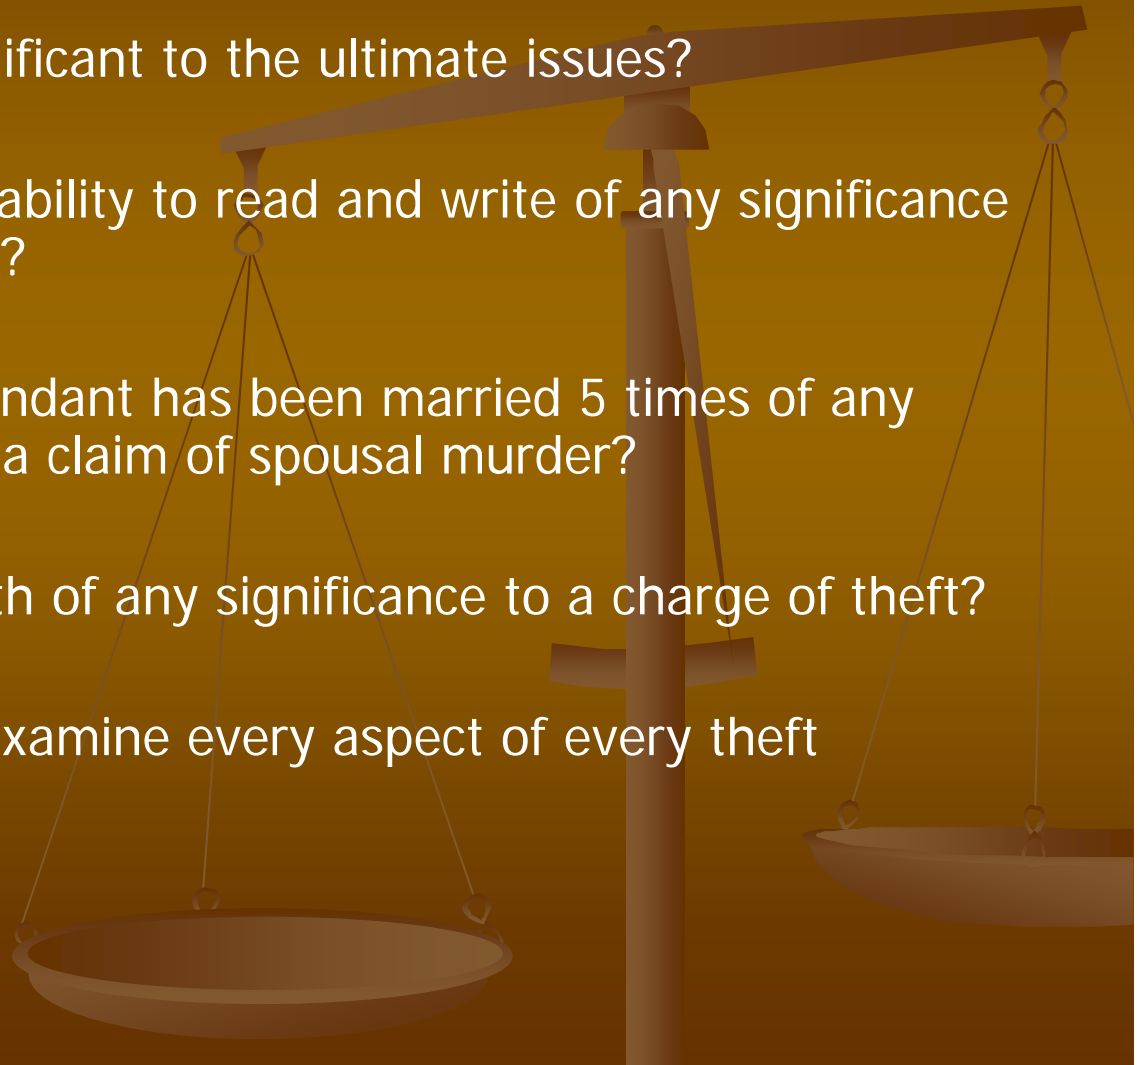 ificant to the ultimate issues?
ability to read and write of any significance
?
ndant has been married 5 times of any
a claim of spousal murder?
th of any significance to a charge of theft?
xamine every aspect of every theft